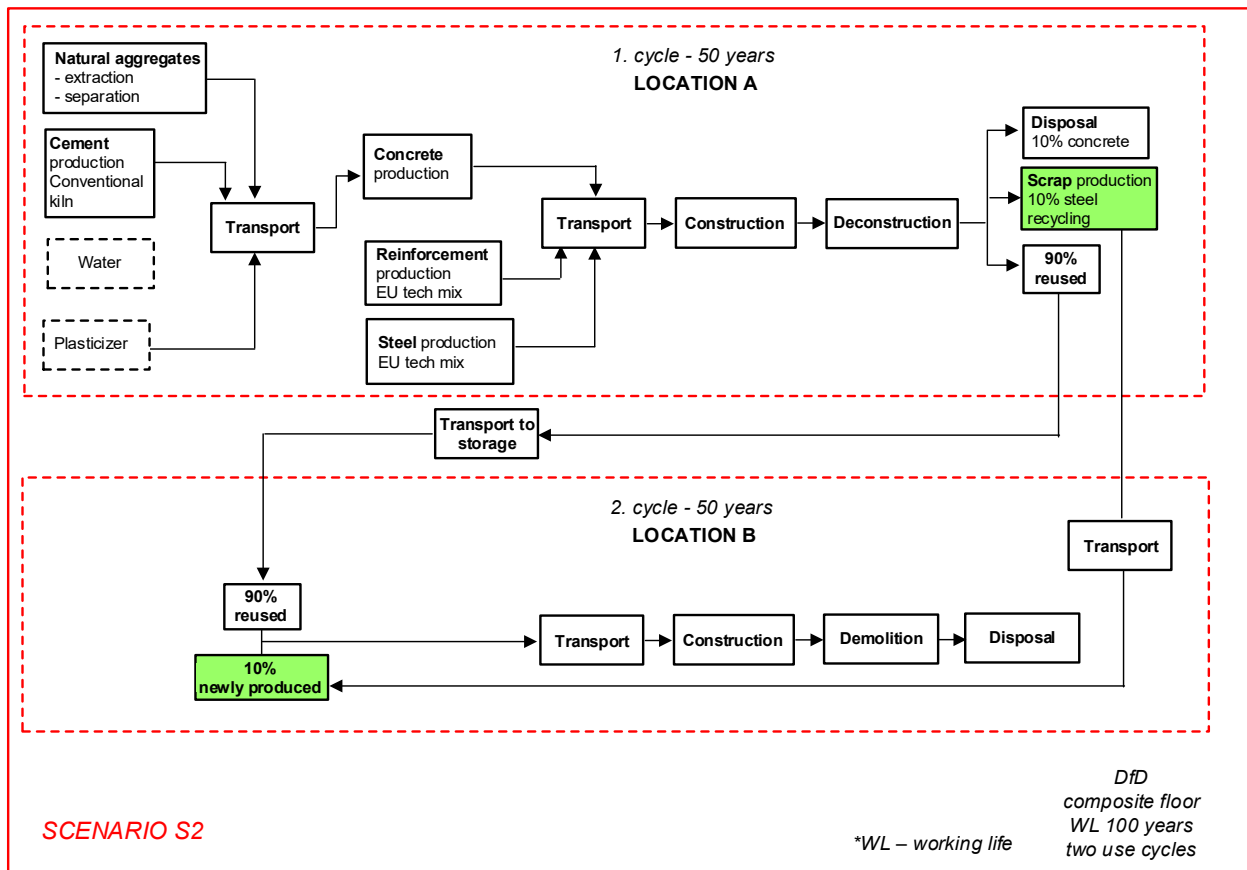 1. cycle - 50 years
LOCATION A
Natural aggregates
- extraction
- separation
Cement
production
Conventional
kiln
Water
Plasticizer
Transport
Concrete
production
Reinforcement
production
EU tech mix
Steel production
EU tech mix
Transport
Construction
Deconstruction
Disposal
10% concrete
Scrap production
10% steel
recycling
90%
reused
Transport to
storage
2. cycle - 50 years
LOCATION B
Transport
90%
reused
10%
newly produced
Transport
Construction
Demolition
Disposal
SCENARIO S2
*WL – working life
DfD
composite floor
WL 100 years
two use cycles